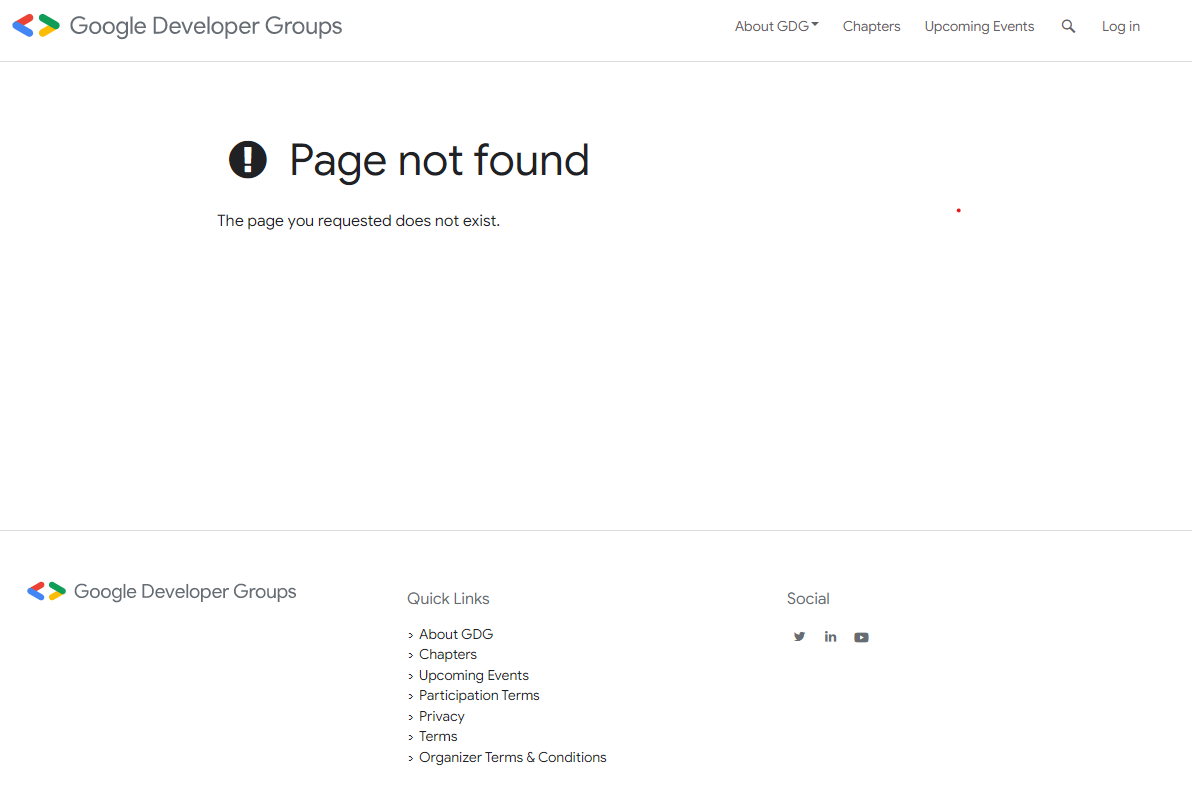 Google Developer Groups
About GDG
Chapters
Upcoming Events
Log in
Page not found
The page you requested does not exist.
Google Developer Groups
Quick Links
› About GDG
› Chapters
› Upcoming Events
› Participation Terms
› Privacy
› Terms
› Organizer Terms & Conditions
Social